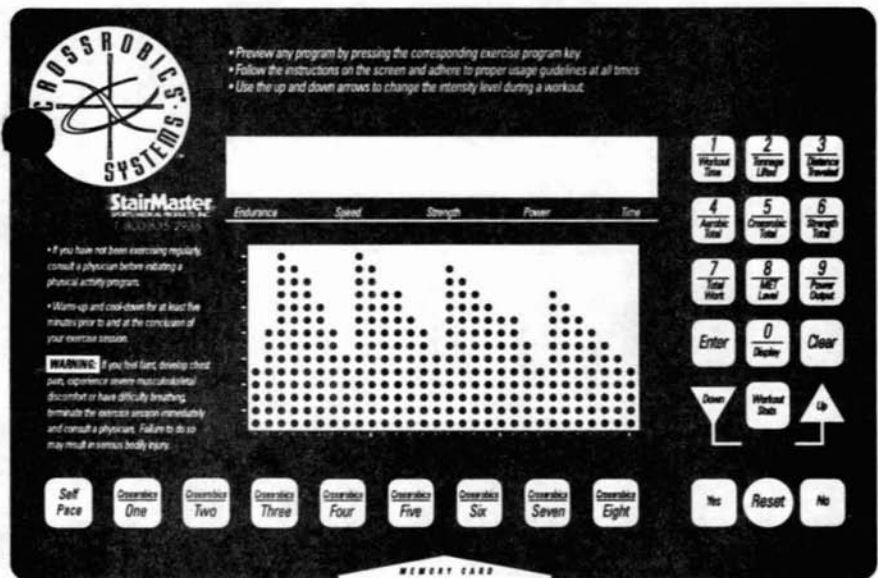 CROSSROBICS
SYSTEMS
• Preview any program by pressing the corresponding exercise program key.
• Follow the instructions on the screen and adhere to proper usage guidelines at all times
• Use the up and down arrows to change the intensity level during a workout.
StairMaster
SPORTS/MEDICAL PRODUCTS, INC.
Endurance Speed Strength Power Time
• If you have not been exercising regularly,
consult a physician before initiating a
physical activity program.
• Warm-up and cool-down for at least five
minutes prior to and at the conclusion of
your exercise session.
WARNING: If you feel faint, develop chest
pain, experience severe musculoskeletal
discomfort or have difficulty breathing,
terminate the exercise session immediately
and consult a physician. Failure to do so
may result in serious bodily injury.
1
Workout
Time
2
Tonnage
Lifted
3
Distance
Traveled
4
Aerobic
Total
5
Crossrobic
Total
6
Strength
Total
7
Total
Work
8
MET
Level
9
Power
Output
Enter
0
Display
Clear
Down
Workout
Stats
Up
Self
Pace
Crossrobics
One
Crossrobics
Two
Crossrobics
Three
Crossrobics
Four
Crossrobics
Five
Crossrobics
Six
Crossrobics
Seven
Crossrobics
Eight
Yes
Reset
No
MEMORY CARD